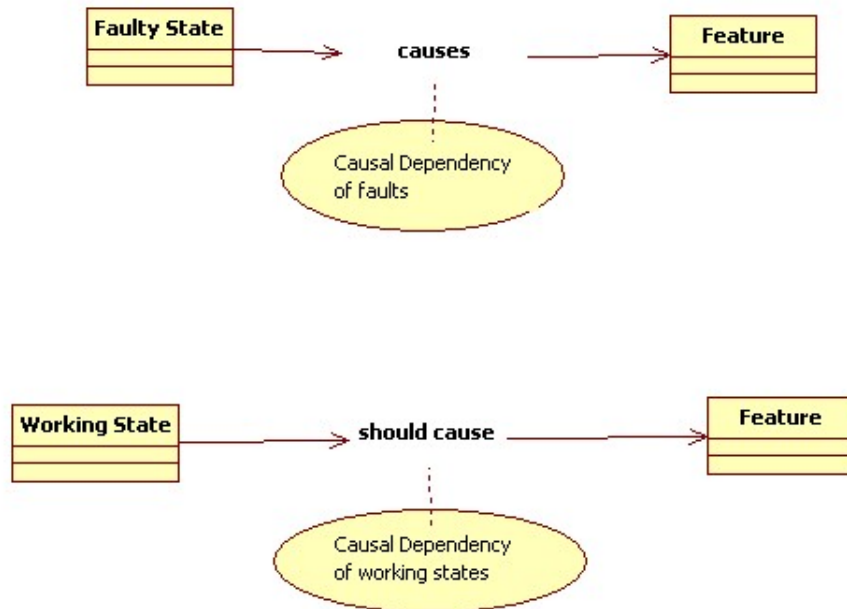 Faulty State
causes
Feature
Causal Dependency
of faults
Working State
should cause
Feature
Causal Dependency
of working states